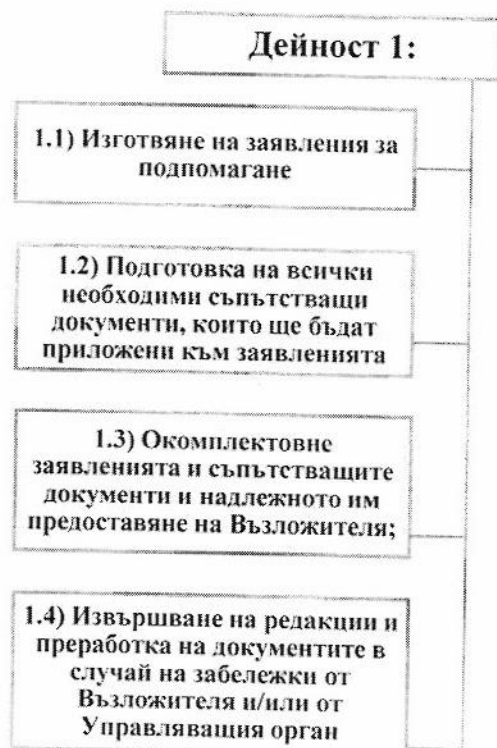 Дейност 1:
1.1) Изготвяне на заявления за
подпомагане
1.2) Подготовка на всички
необходими съпътстващи
документи, които ще бъдат
приложени към заявленията
1.3) Окомплектовне
заявленията и съпътстващите
документи и надлежното им
предоставяне на Възложителя;
1.4) Извършване на редакции и
преработка на документите в
случай на забележки от
Възложителя и/или от
Управляващия орган